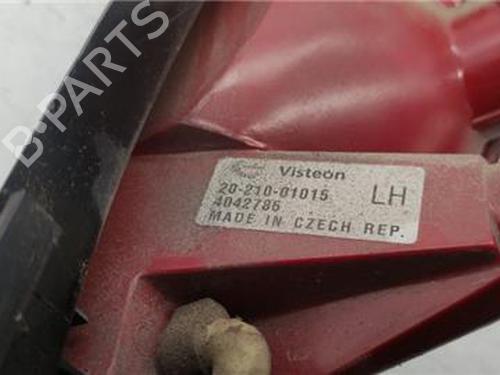 B-PARTS
Visteon
20-210-01015
LH
4042786
MADE IN CZECH REP.